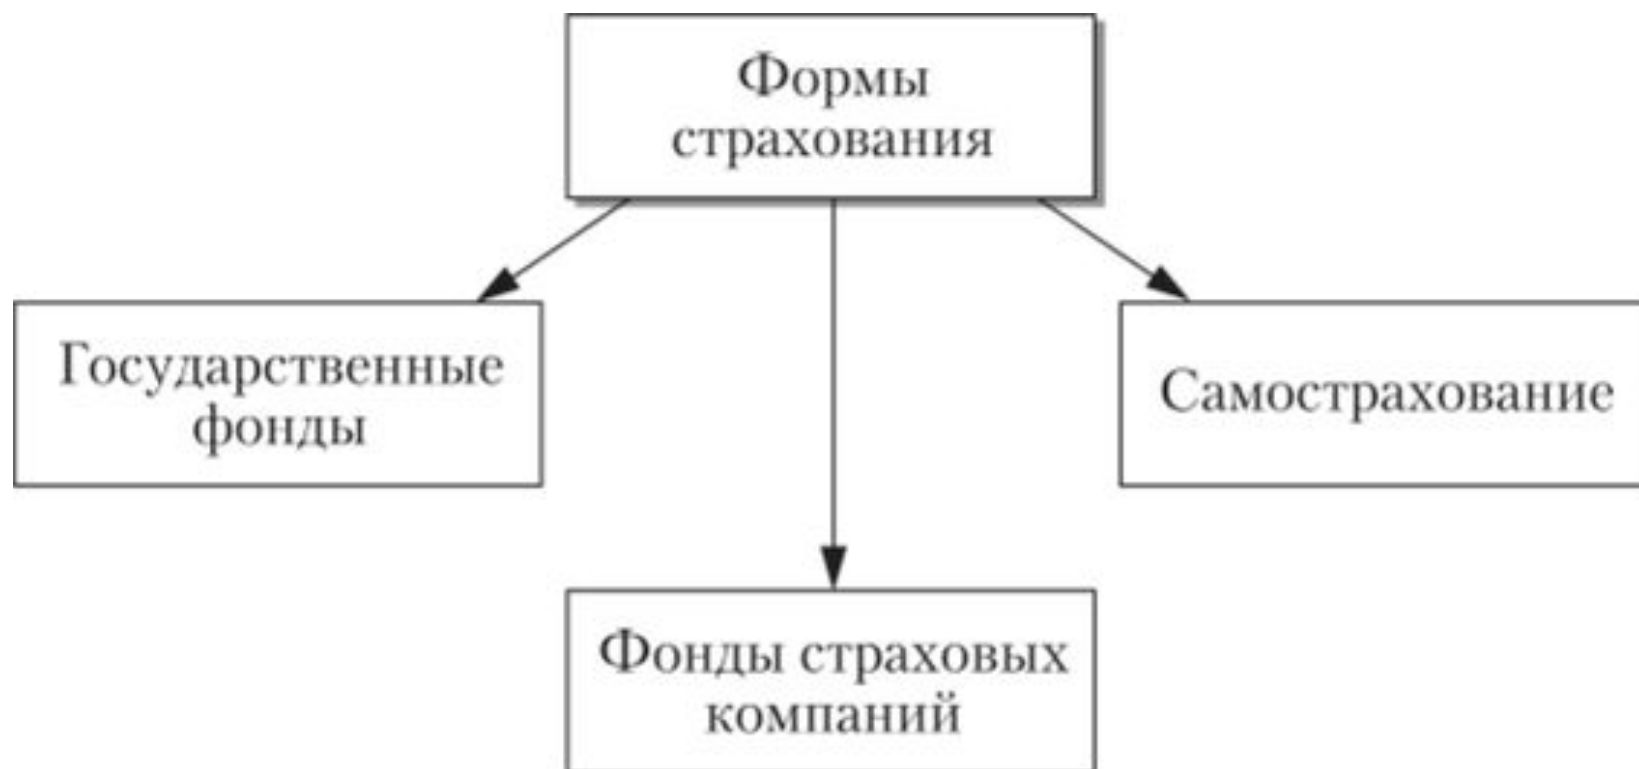 Формы
страхования
Государственные
фонды
Самострахование
Фонды страховых
компаний